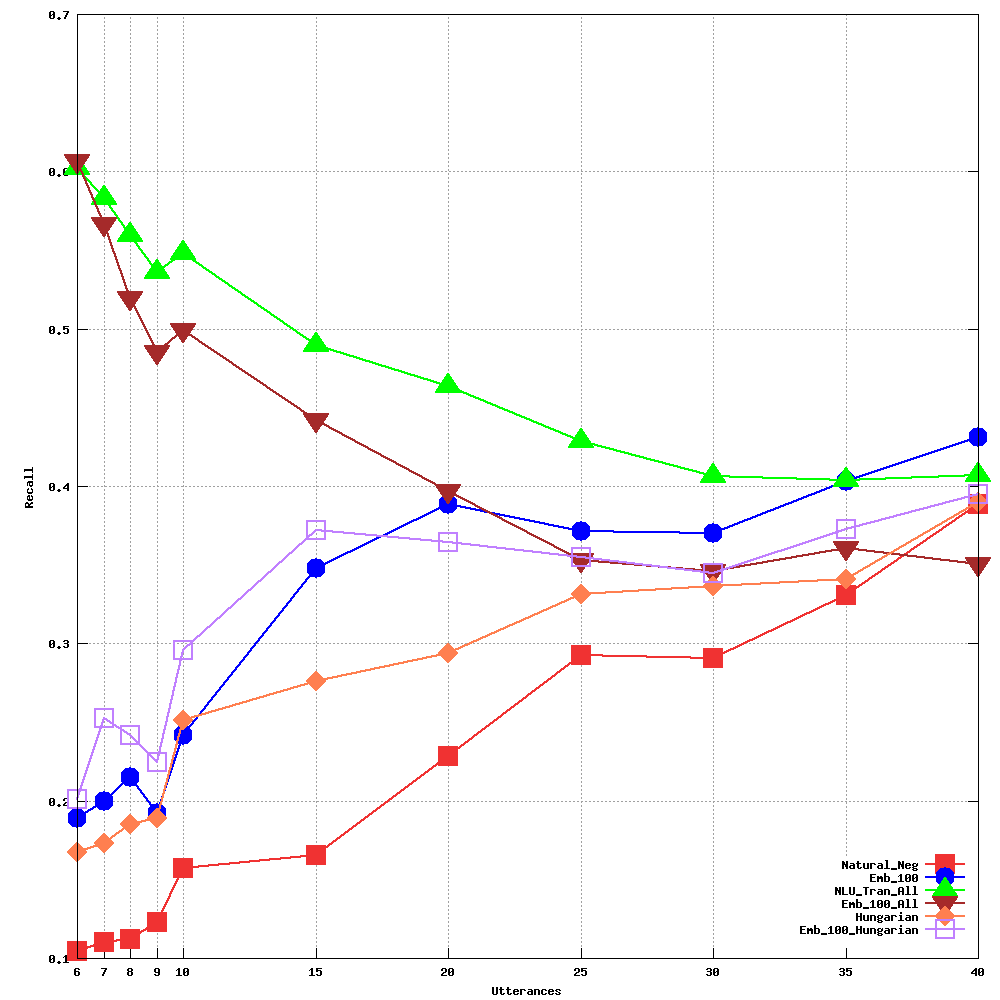 0.7
0.6
0.5
0.4
0.3
0.2
0.1
Recall
6 7 8 9 10 15 20 25 30 35 40
Utterances
Natural_Neg
Emb_100
NLU_Tran_All
Emb_100_All
Hungarian
Emb_100_Hungarian